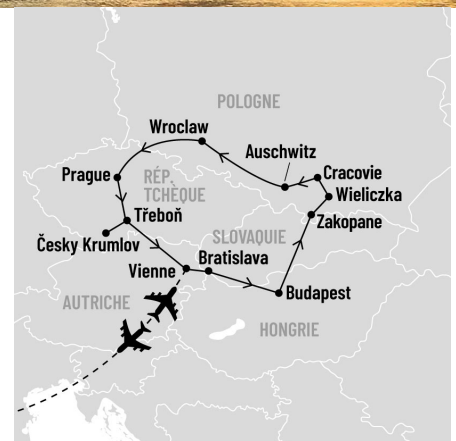 POLOGNE
Wroclaw
Auschwitz
Cracovie
Prague
RÉP.
TCHÈQUE
Wieliczka
Třeboň
Zakopane
Česky Krumlov
SLOVAQUIE
Vienne
Bratislava
Budapest
AUTRICHE
HONGRIE